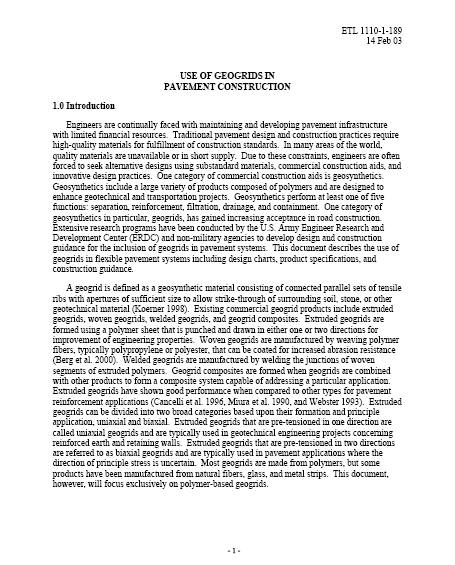 ETL 1110-1-189
14 Feb 03
USE OF GEOGRIDS IN
PAVEMENT CONSTRUCTION
1.0 Introduction
Engineers are continually faced with maintaining and developing pavement infrastructure
with limited financial resources. Traditional pavement design and construction practices require
high-quality materials for fulfillment of construction standards. In many areas of the world,
quality materials are unavailable or in short supply. Due to these constraints, engineers are often
forced to seek alternative designs using substandard materials, commercial construction aids, and
innovative design practices. One category of commercial construction aids is geosynthetics.
Geosynthetics include a large variety of products composed of polymers and are designed to
enhance geotechnical and transportation projects. Geosynthetics perform at least one of five
functions: separation, reinforcement, filtration, drainage, and containment. One category of
geosynthetics in particular, geogrids, has gained increasing acceptance in road construction.
Extensive research programs have been conducted by the U.S. Army Engineer Research and
Development Center (ERDC) and non-military agencies to develop design and construction
guidance for the inclusion of geogrids in pavement systems. This document describes the use of
geogrids in flexible pavement systems including design charts, product specifications, and
construction guidance.
A geogrid is defined as a geosynthetic material consisting of connected parallel sets of tensile
ribs with apertures of sufficient size to allow strike-through of surrounding soil, stone, or other
geotechnical material (Koerner 1998). Existing commercial geogrid products include extruded
geogrids, woven geogrids, welded geogrids, and geogrid composites. Extruded geogrids are
formed using a polymer sheet that is punched and drawn in either one or two directions for
improvement of engineering properties. Woven geogrids are manufactured by weaving polymer
fibers, typically polypropylene or polyester, that can be coated for increased abrasion resistance
(Berg et al. 2000). Welded geogrids are manufactured by welding the junctions of woven
segments of extruded polymers. Geogrid composites are formed when geogrids are combined
with other products to form a composite system capable of addressing a particular application.
Extruded geogrids have shown good performance when compared to other types for pavement
reinforcement applications (Cancelli et al. 1996, Miura et al. 1990, and Webster 1993). Extruded
geogrids can be divided into two broad categories based upon their formation and principle
application, uniaxial and biaxial. Extruded geogrids that are pre-tensioned in one direction are
called uniaxial geogrids and are typically used in geotechnical engineering projects concerning
reinforced earth and retaining walls. Extruded geogrids that are pre-tensioned in two directions
are referred to as biaxial geogrids and are typically used in pavement applications where the
direction of principle stress is uncertain. Most geogrids are made from polymers, but some
products have been manufactured from natural fibers, glass, and metal strips. This document,
however, will focus exclusively on polymer-based geogrids.
- 1 -